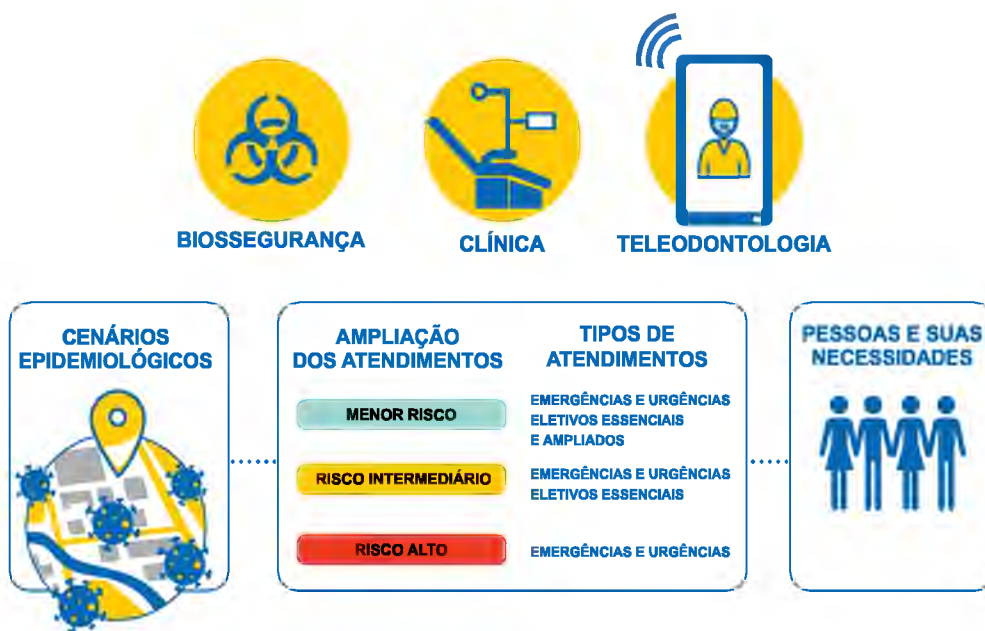 BIOSSEGURANÇA
CLÍNICA
TELEODONTOLOGIA
CENÁRIOS
EPIDEMIOLÓGICOS
AMPLIAÇÃO
DOS ATENDIMENTOS
TIPOS DE
ATENDIMENTOS
MENOR RISCO
EMERGÊNCIAS E URGÊNCIAS
ELETIVOS ESSENCIAIS
E AMPLIADOS
RISCO INTERMEDIÁRIO
EMERGÊNCIAS E URGÊNCIAS
ELETIVOS ESSENCIAIS
RISCO ALTO
EMERGÊNCIAS E URGÊNCIAS
PESSOAS E SUAS
NECESSIDADES